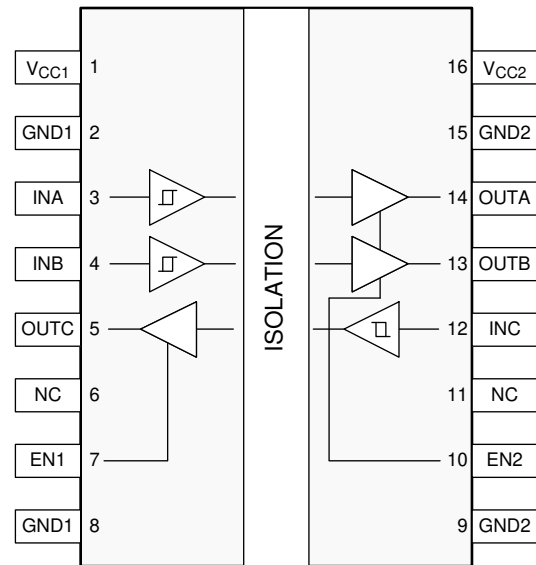 VCC1 1 16 VCC2
GND1 2 15 GND2
INA 3 14 OUTA
INB 4 13 OUTB
OUTC 5 12 INC
NC 6 11 NC
EN1 7 10 EN2
GND1 8 9 GND2
ISOLATION